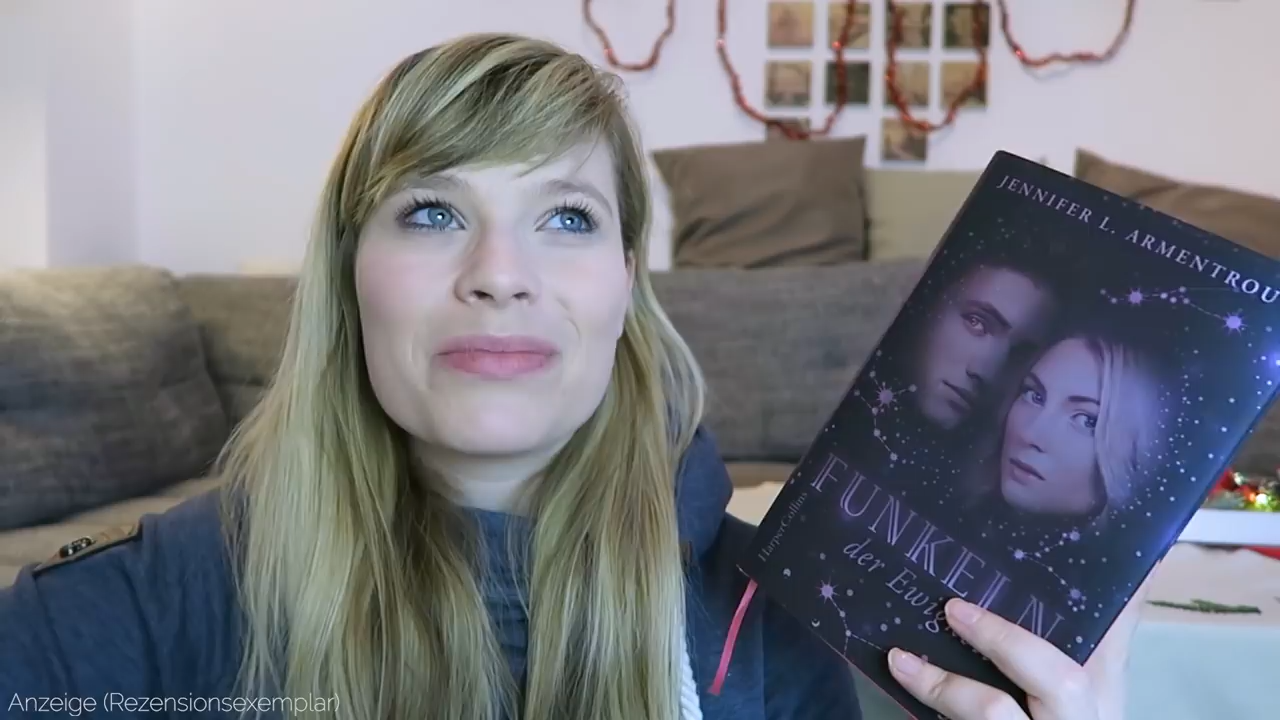 JENNIFER L. ARMENTROU
FUNKELN
der Ewig
HarperCollins
Anzeige (Rezensionsexemplar)